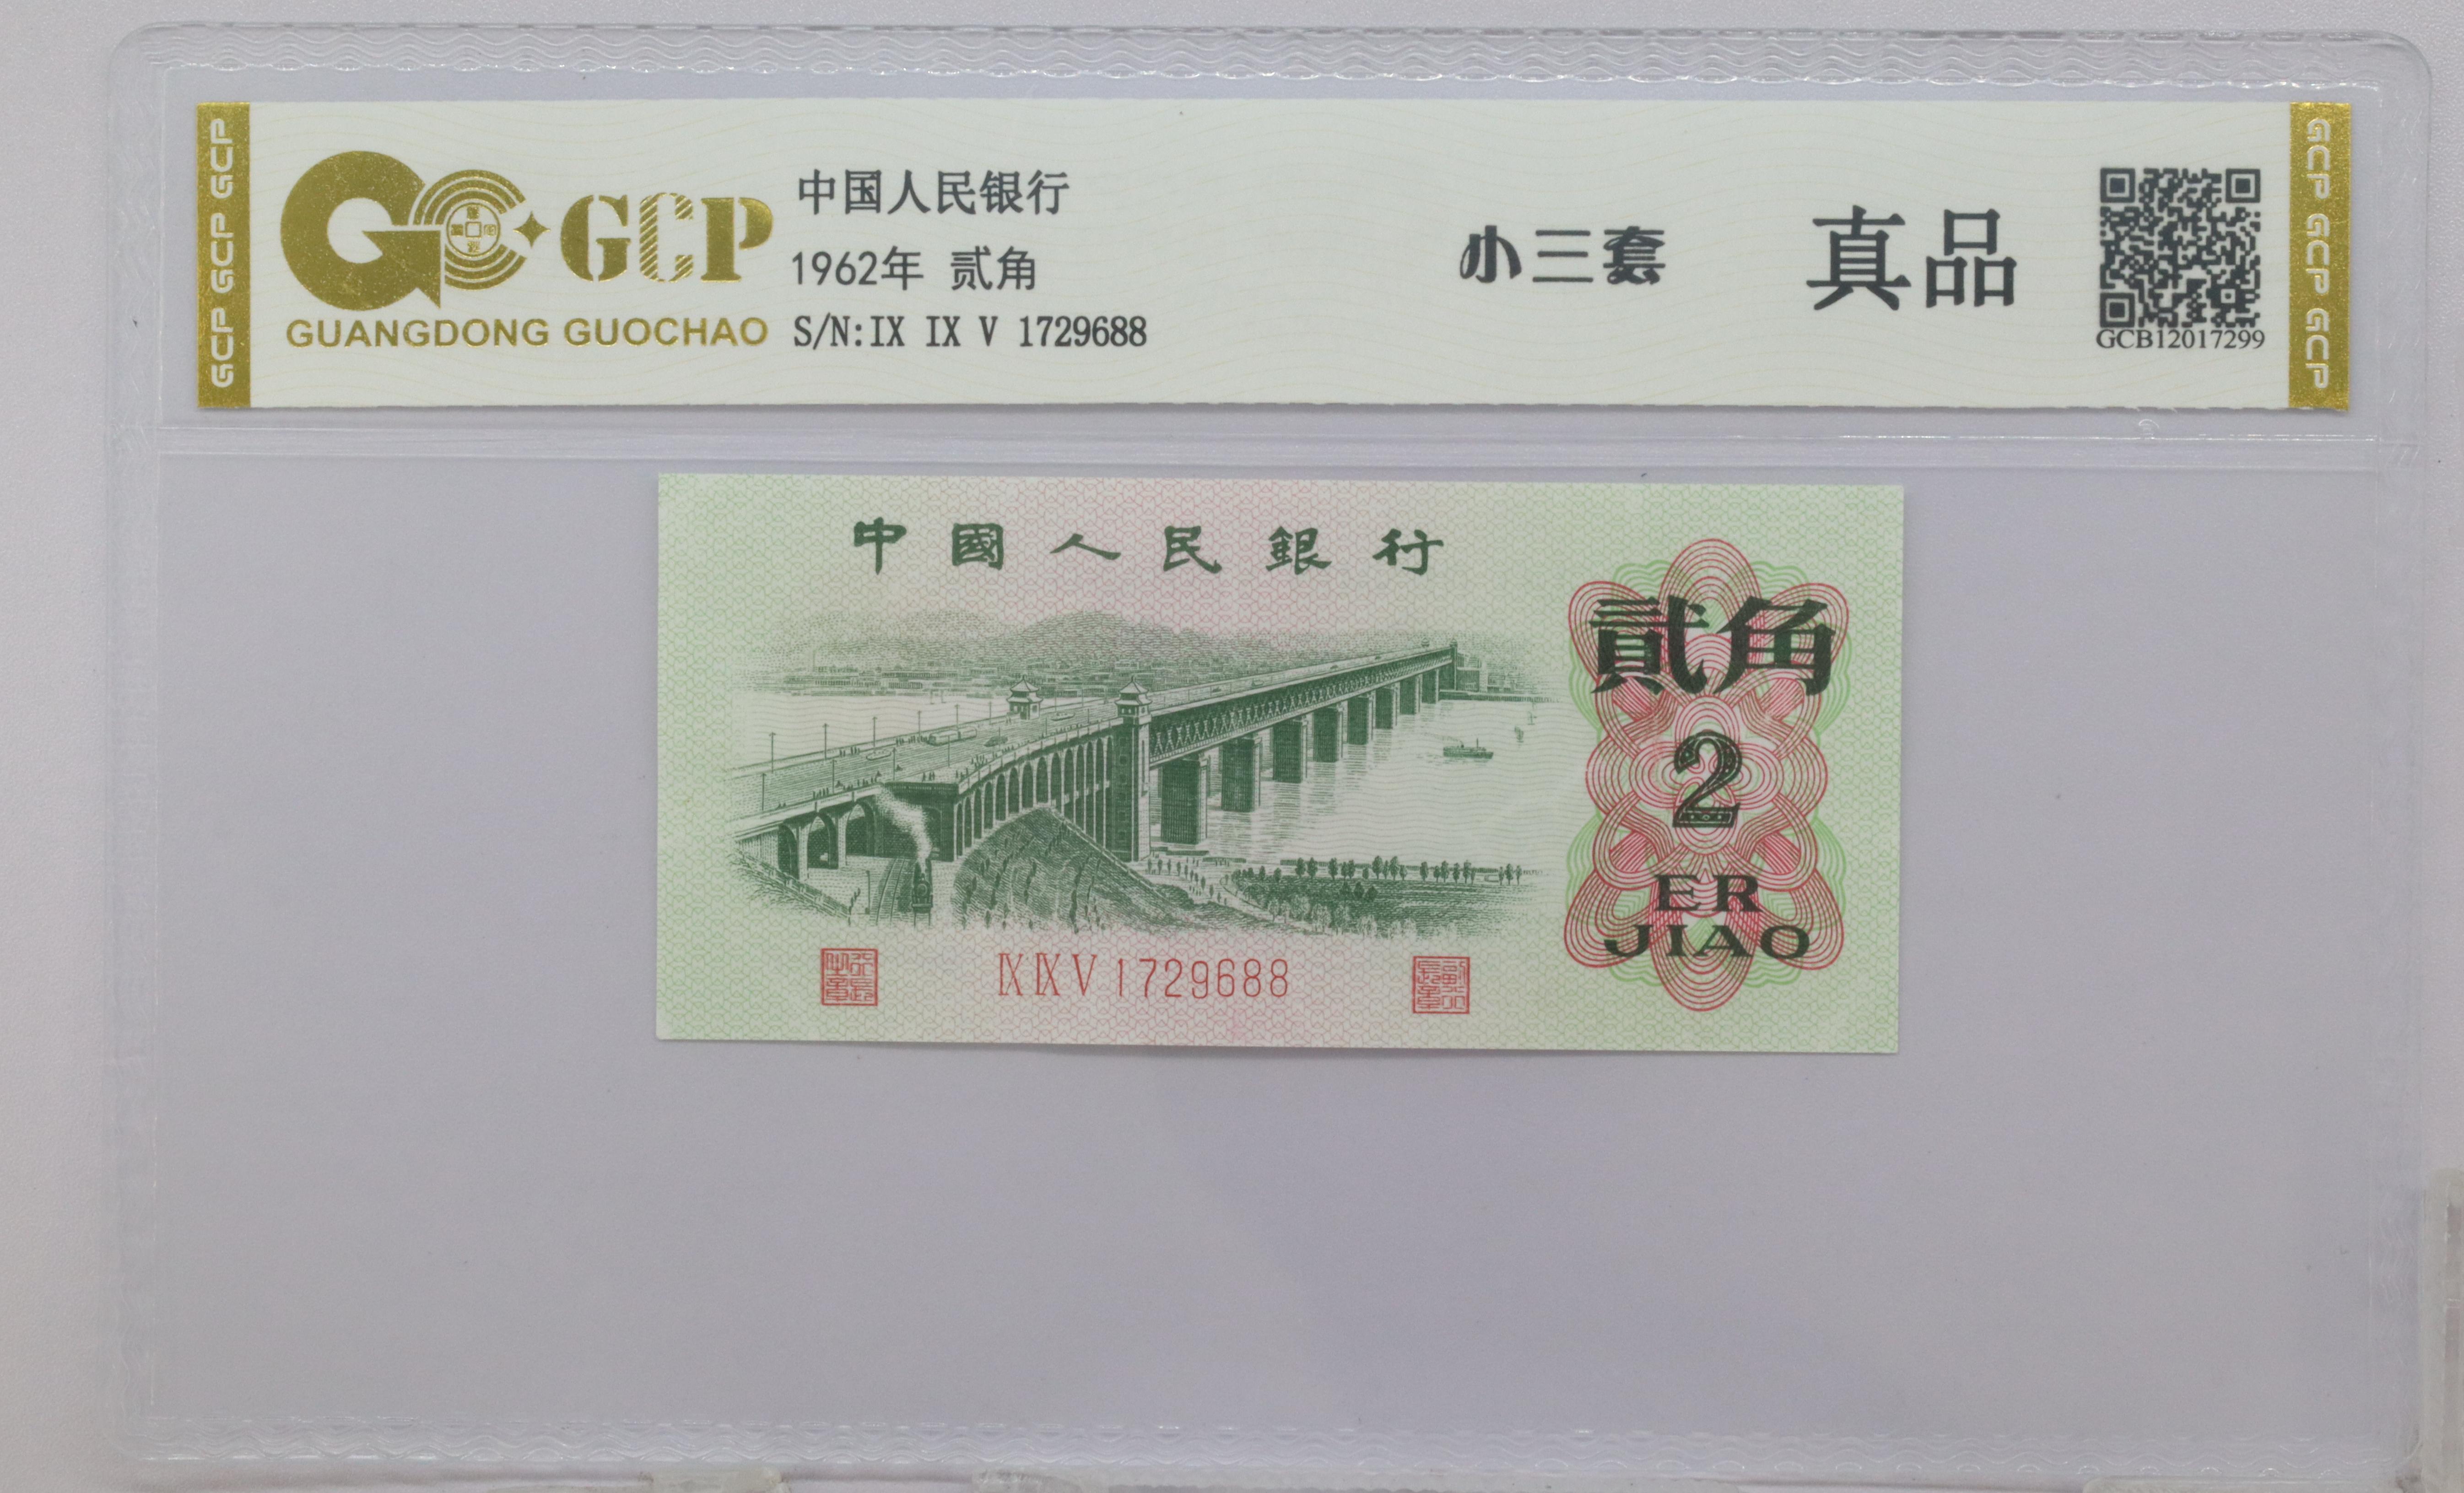 GCP GCP GCP
GCP
GUANGDONG GUOCHAO
中国人民银行
1962年 贰角
S/N:IX IX V 1729688
小三套
真品
GCB12017299
GCP GCP GCP
中國人民銀行
貳角
2
ER
JIAO
IX IX V 1729688